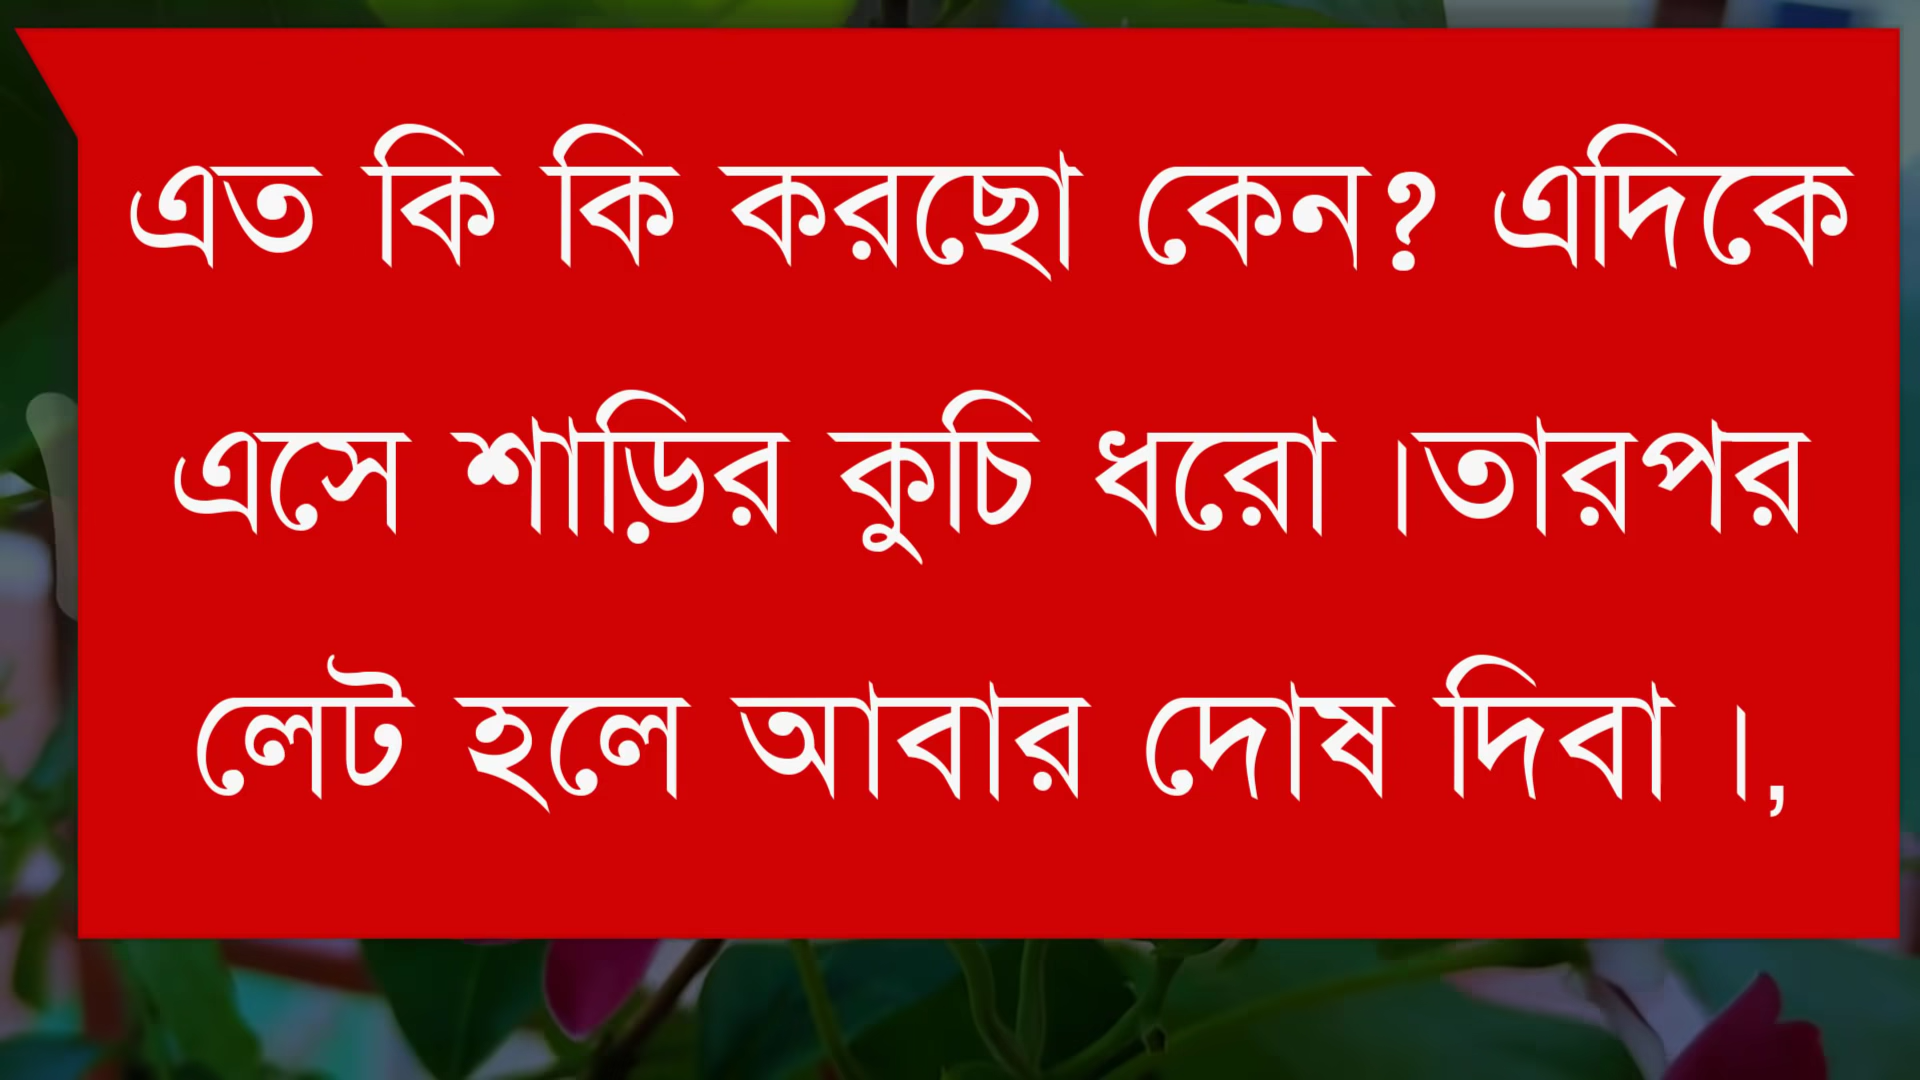 এত কি কি করছো কেন? এদিকে
এসে শাড়ির কুচি ধরো ।তারপর
লেট হলে আবার দোষ দিবা ।,